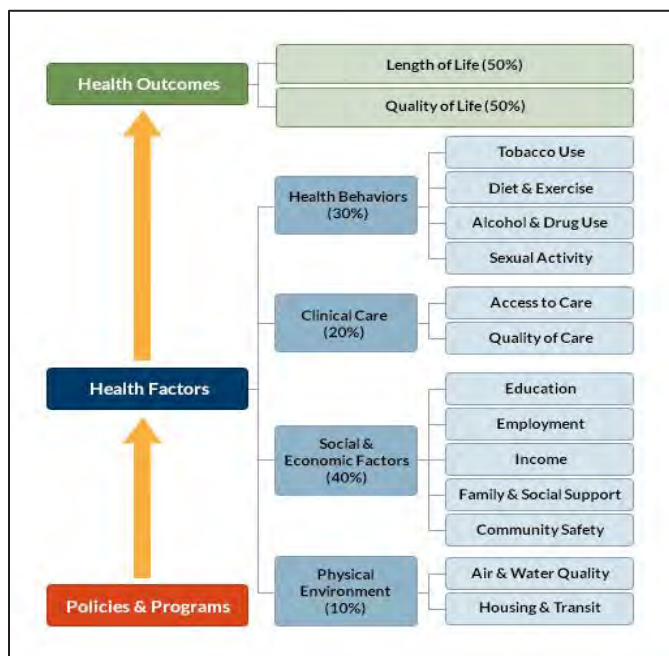 Health Outcomes
Length of Life (50%)
Quality of Life (50%)
Health Factors
Health Behaviors
(30%)
Tobacco Use
Diet & Exercise
Alcohol & Drug Use
Sexual Activity
Clinical Care
(20%)
Access to Care
Quality of Care
Social &
Economic Factors
(40%)
Education
Employment
Income
Family & Social Support
Community Safety
Physical
Environment
(10%)
Air & Water Quality
Housing & Transit
Policies & Programs